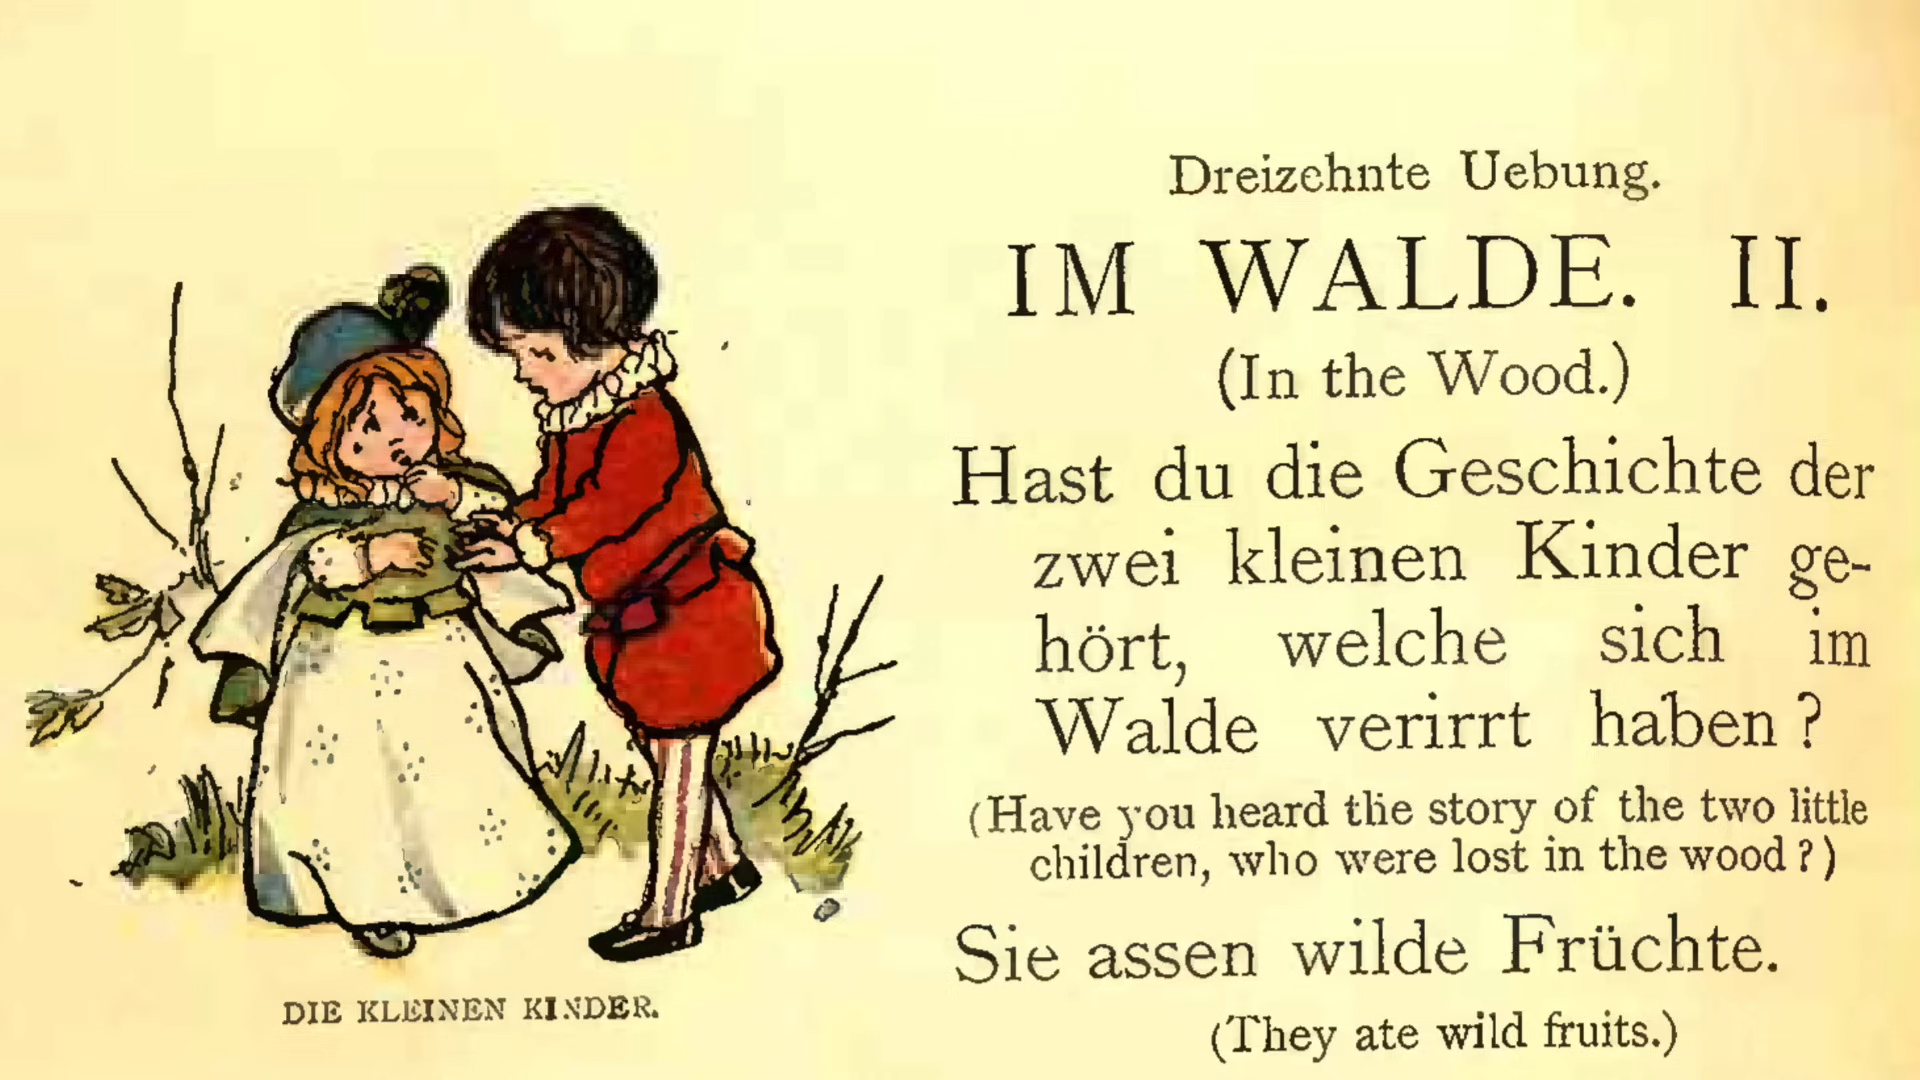 Dreizehnte Uebung.
IM WALDE. II.
(In the Wood.)
Hast du die Geschichte der
zwei kleinen Kinder ge-
hört, welche sich im
Walde verirrt haben?
(Have you heard the story of the two little
children, who were lost in the wood?)
Sie assen wilde Früchte.
(They ate wild fruits.)
DIE KLEINEN KINDER.